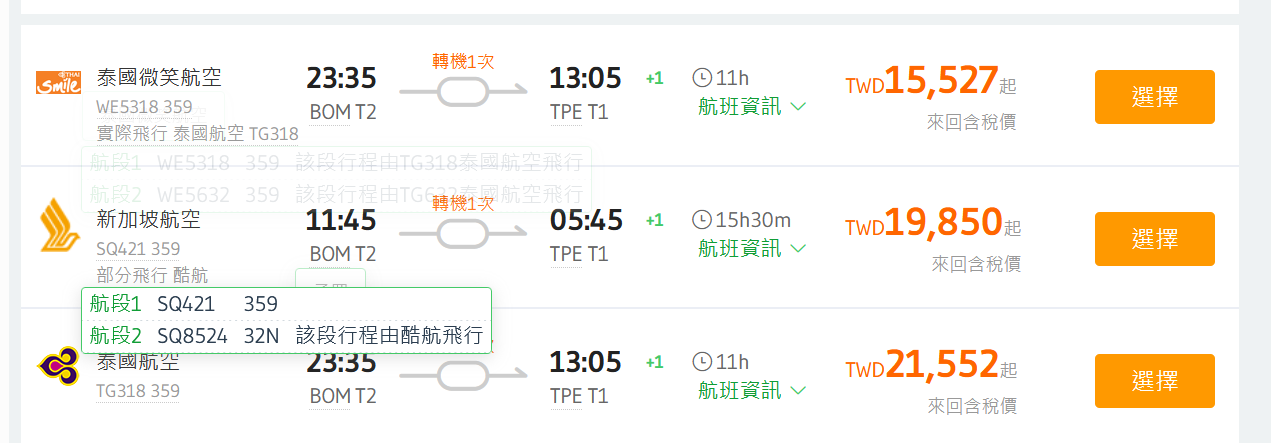 泰國微笑航空
WE5318 359
實際飛行 泰國航空 TG318
23:35
BOM T2
轉機1次
13:05
TPE T1
+1
11h
航班資訊
TWD15,527起
來回含稅價
選擇
航段1 WE5318 359 該段行程由TG318泰國航空飛行
航段2 WE5632 359 該段行程由TG632泰國航空飛行
新加坡航空
SQ421 359
部分飛行 酷航
11:45
BOM T2
轉機1次
05:45
TPE T1
+1
15h30m
航班資訊
TWD19,850起
來回含稅價
選擇
航段1 SQ421 359
航段2 SQ8524 32N 該段行程由酷航飛行
泰國航空
TG318 359
23:35
BOM T2
13:05
TPE T1
+1
11h
航班資訊
TWD21,552起
來回含稅價
選擇
THAI
Smile